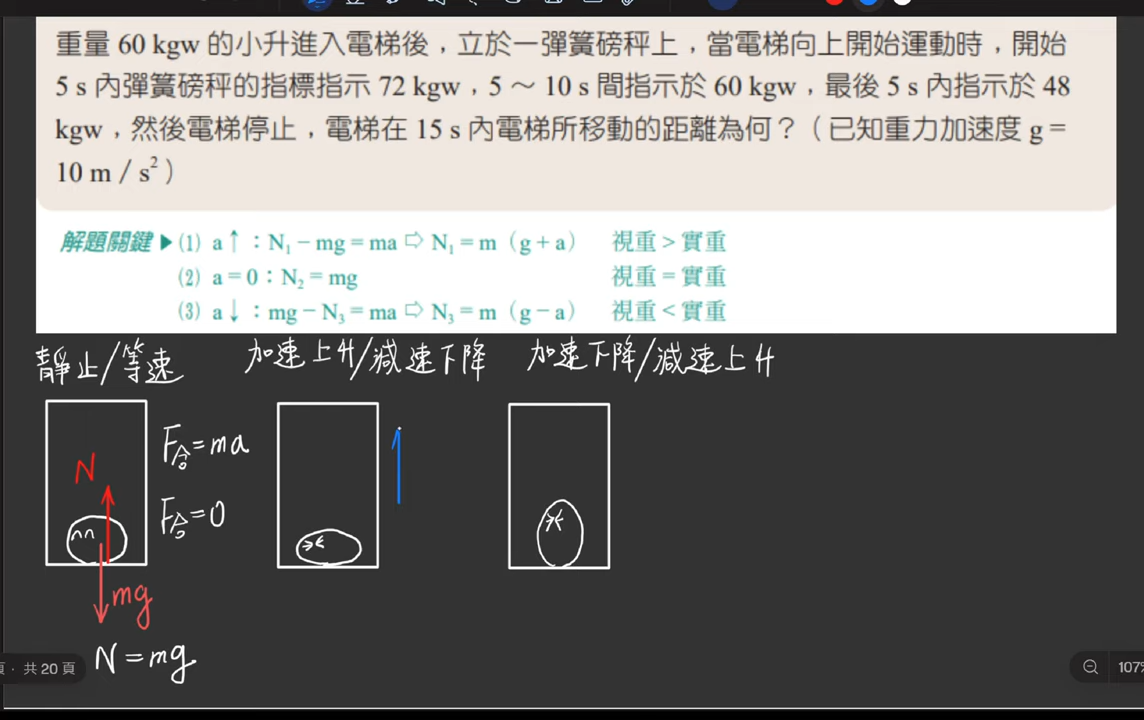 重量 60 kgw 的小升進入電梯後，立於一彈簧磅秤上，當電梯向上開始運動時，開始
5 s 內彈簧磅秤的指標指示 72 kgw，5 ～ 10 s 間指示於 60 kgw，最後 5 s 內指示於 48
kgw，然後電梯停止，電梯在 15 s 內電梯所移動的距離為何？（已知重力加速度 g =
10 m / s²）
解題關鍵▶(1) a↑：N₁ − mg = ma ⇨ N₁ = m（g + a） 視重 > 實重
(2) a = 0：N₂ = mg 視重 = 實重
(3) a↓：mg − N₃ = ma ⇨ N₃ = m（g − a） 視重 < 實重
靜止/等速 加速上升/減速下降 加速下降/減速上升
F合=ma
N
F合=0
mg
N=mg
頁 · 共 20 頁
107%